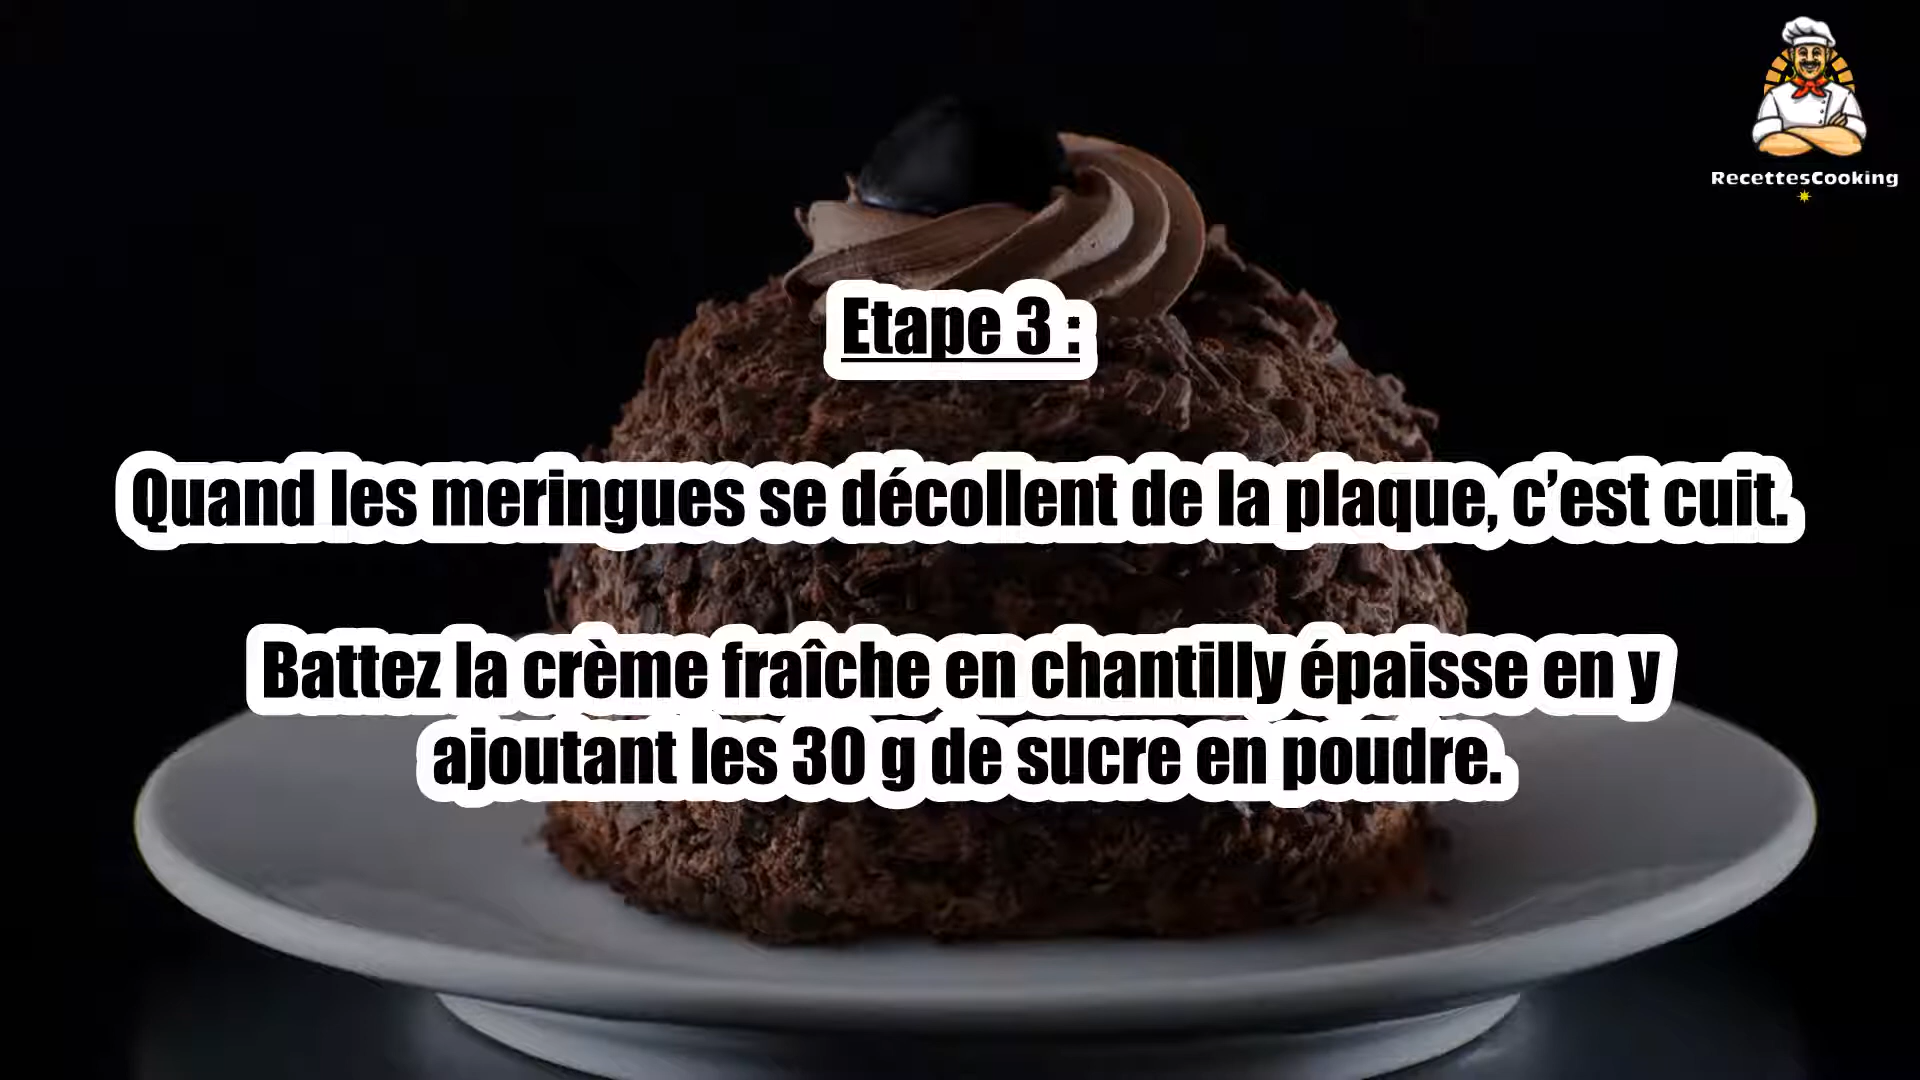 RecettesCooking
Etape 3 :
Quand les meringues se décollent de la plaque, c’est cuit.
Battez la crème fraîche en chantilly épaisse en y
ajoutant les 30 g de sucre en poudre.